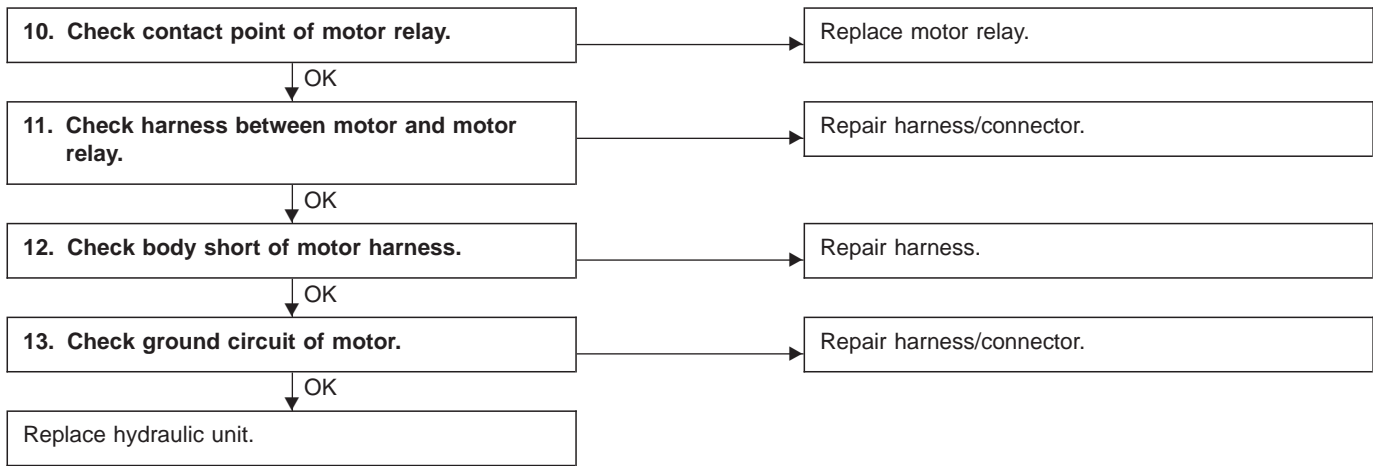 10. Check contact point of motor relay.
Replace motor relay.
OK
11. Check harness between motor and motor
relay.
Repair harness/connector.
OK
12. Check body short of motor harness.
Repair harness.
OK
13. Check ground circuit of motor.
Repair harness/connector.
OK
Replace hydraulic unit.